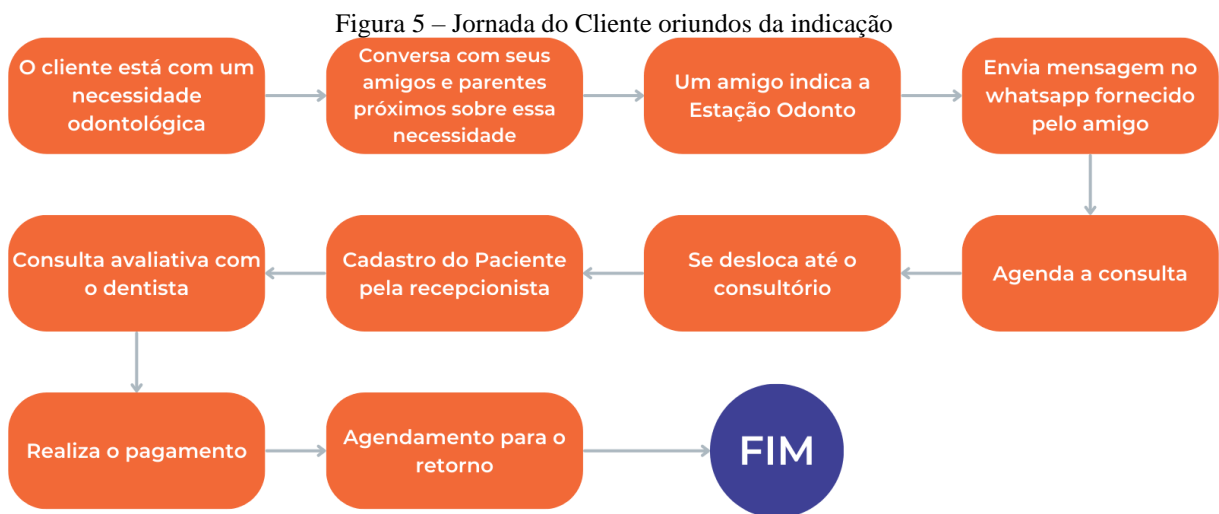 Figura 5 – Jornada do Cliente oriundos da indicação
O cliente está com um
necessidade
odontológica
Conversa com seus
amigos e parentes
próximos sobre essa
necessidade
Um amigo indica a
Estação Odonto
Envia mensagem no
whatsapp fornecido
pelo amigo
Agenda a consulta
Se desloca até o
consultório
Cadastro do Paciente
pela recepcionista
Consulta avaliativa com
o dentista
Realiza o pagamento
Agendamento para o
retorno
FIM